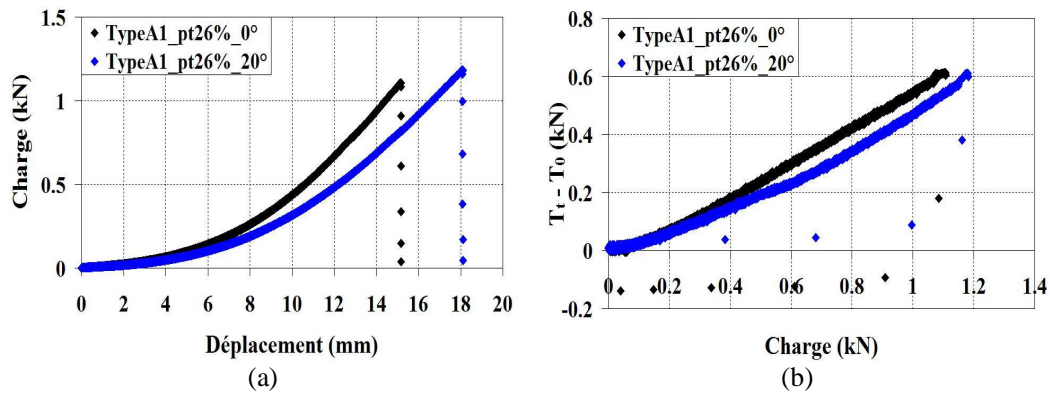 1.5
TypeA1_pt26%_0°
TypeA1_pt26%_20°
1
0.5
0
Charge (kN)
0 2 4 6 8 10 12 14 16 18 20
Déplacement (mm)
(a)
0.8
TypeA1_pt26%_0°
TypeA1_pt26%_20°
0.6
0.4
0.2
0
-0.2
Tt - To (kN)
0 0.2 0.4 0.6 0.8 1 1.2 1.4
Charge (kN)
(b)